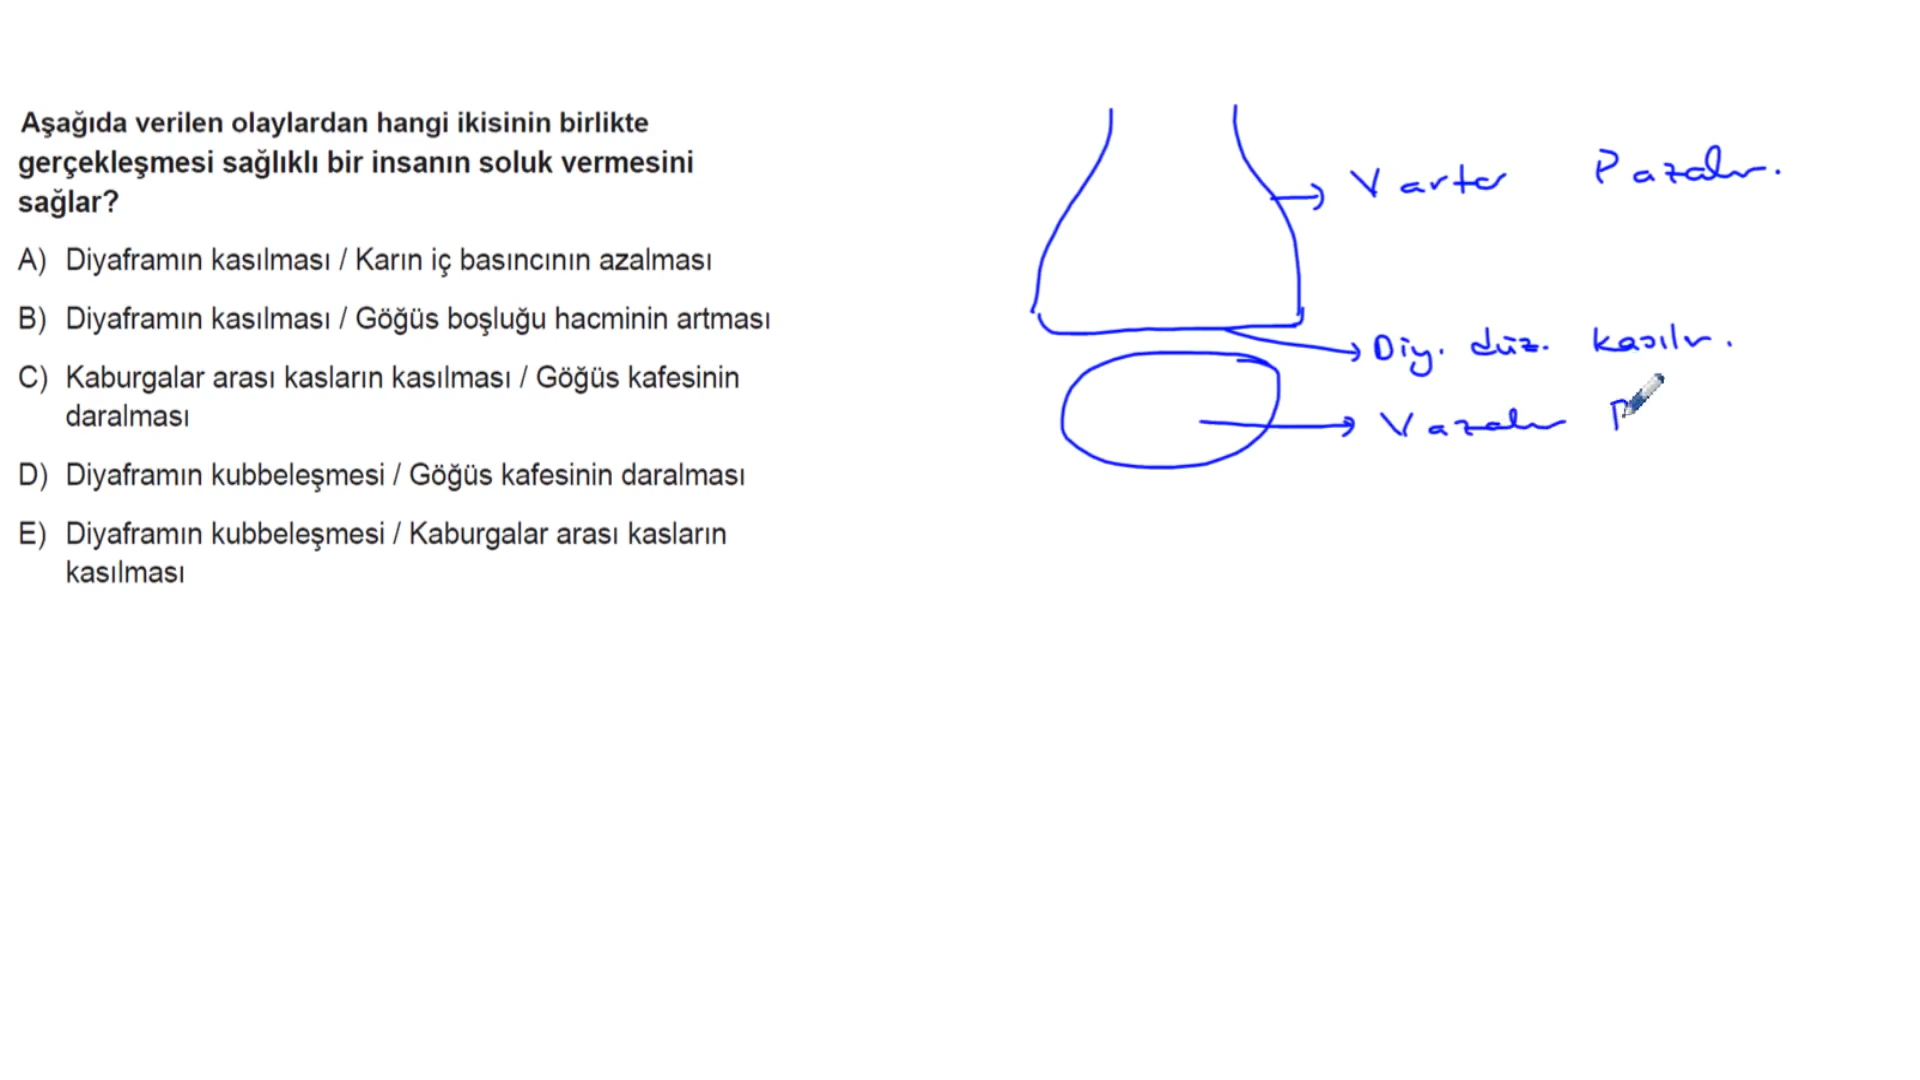 Aşağıda verilen olaylardan hangi ikisinin birlikte
gerçekleşmesi sağlıklı bir insanın soluk vermesini
sağlar?
A) Diyaframın kasılması / Karın iç basıncının azalması
B) Diyaframın kasılması / Göğüs boşluğu hacminin artması
C) Kaburgalar arası kasların kasılması / Göğüs kafesinin
daralması
D) Diyaframın kubbeleşmesi / Göğüs kafesinin daralması
E) Diyaframın kubbeleşmesi / Kaburgalar arası kasların
kasılması
V artar P azalır.
Diy. düz. kasılır.
V azalır P